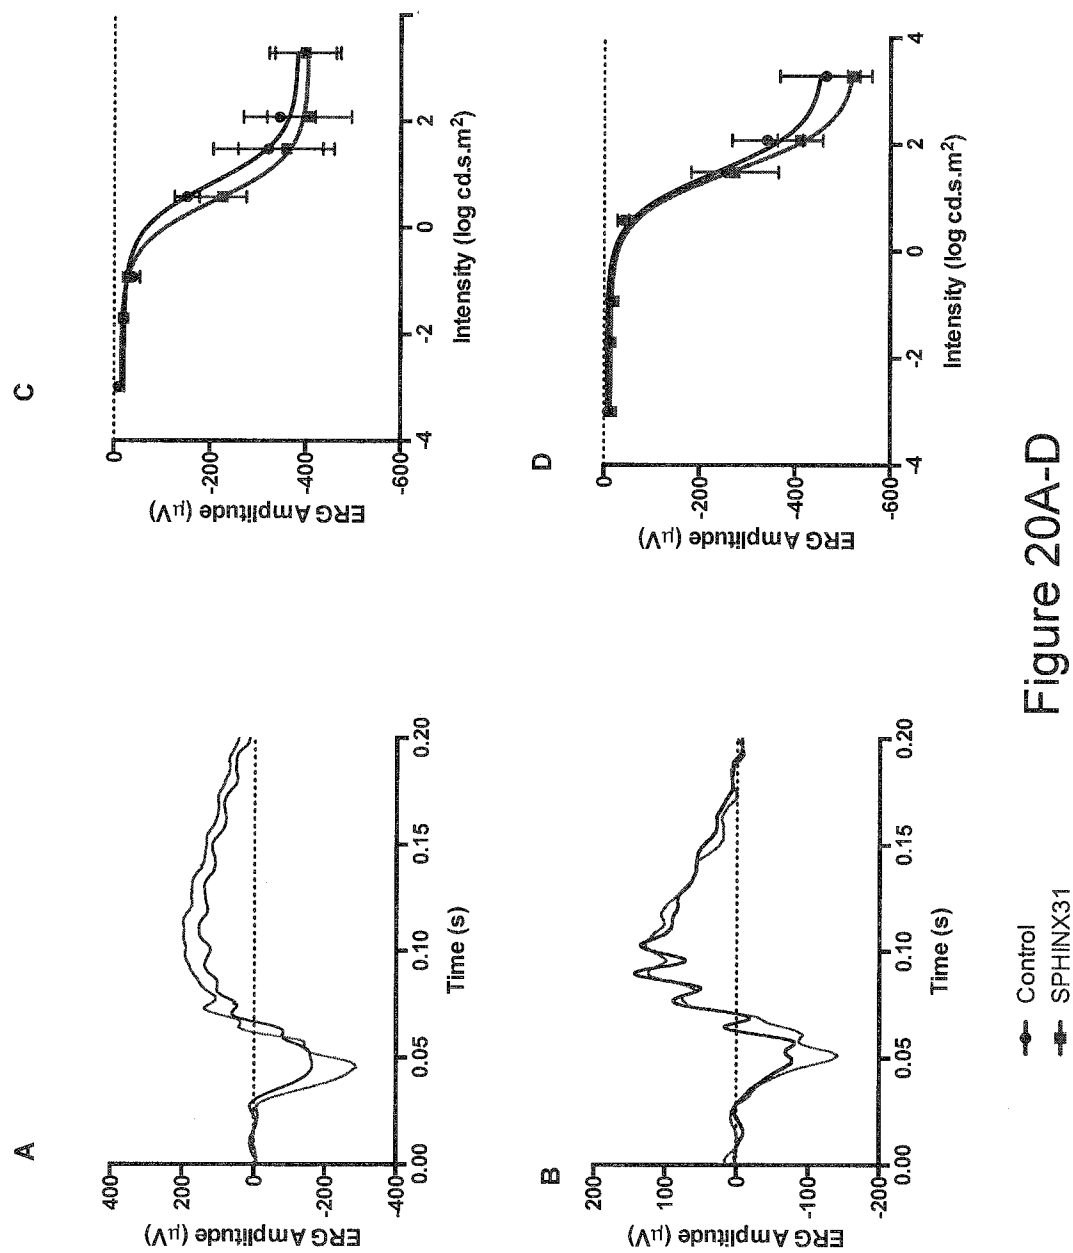 A
400
200
0
-200
-400
ERG Amplitude (µV)
0.00
0.05
0.10
0.15
0.20
Time (s)
C
0
-200
-400
-600
ERG Amplitude (µV)
-4
-2
0
2
Intensity (log cd.s.m²)
B
200
100
0
-100
-200
ERG Amplitude (µV)
0.00
0.05
0.10
0.15
0.20
Time (s)
D
0
-200
-400
-600
ERG Amplitude (µV)
-4
-2
0
2
4
Intensity (log cd.s.m²)
Control
SPHINX31
Figure 20A-D